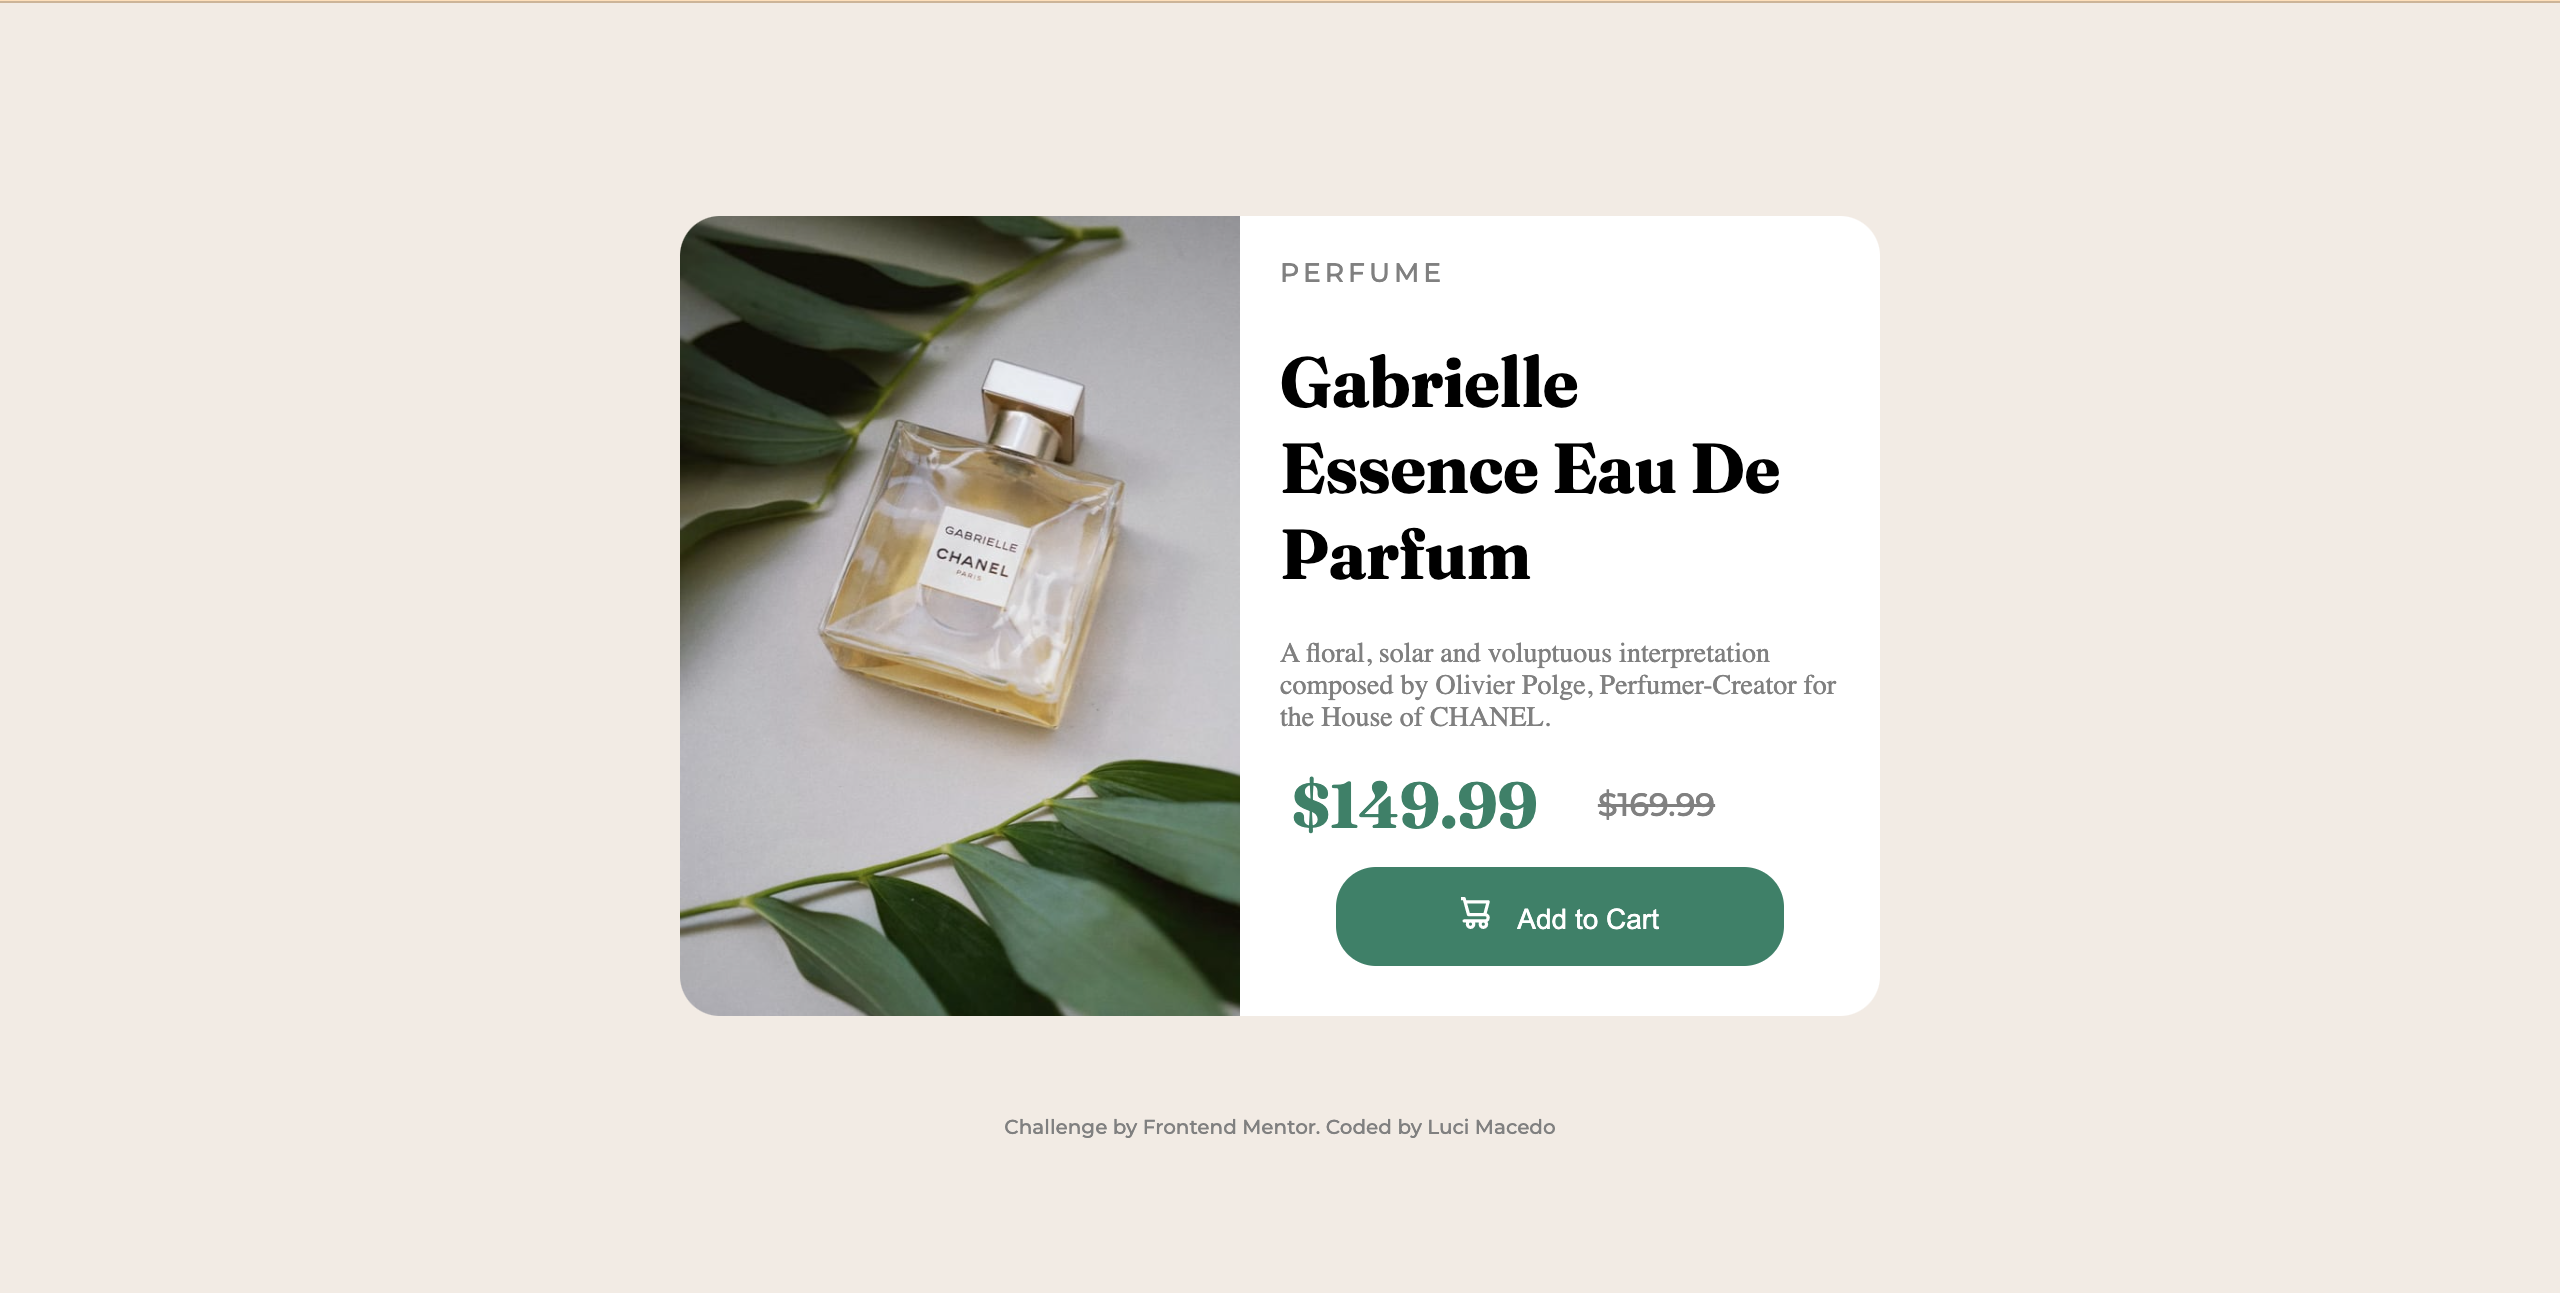 GABRIELLE
CHANEL
PARIS
PERFUME
Gabrielle
Essence Eau De
Parfum
A floral, solar and voluptuous interpretation
composed by Olivier Polge, Perfumer-Creator for
the House of CHANEL.
$149.99 $169.99
Add to Cart
Challenge by Frontend Mentor. Coded by Luci Macedo